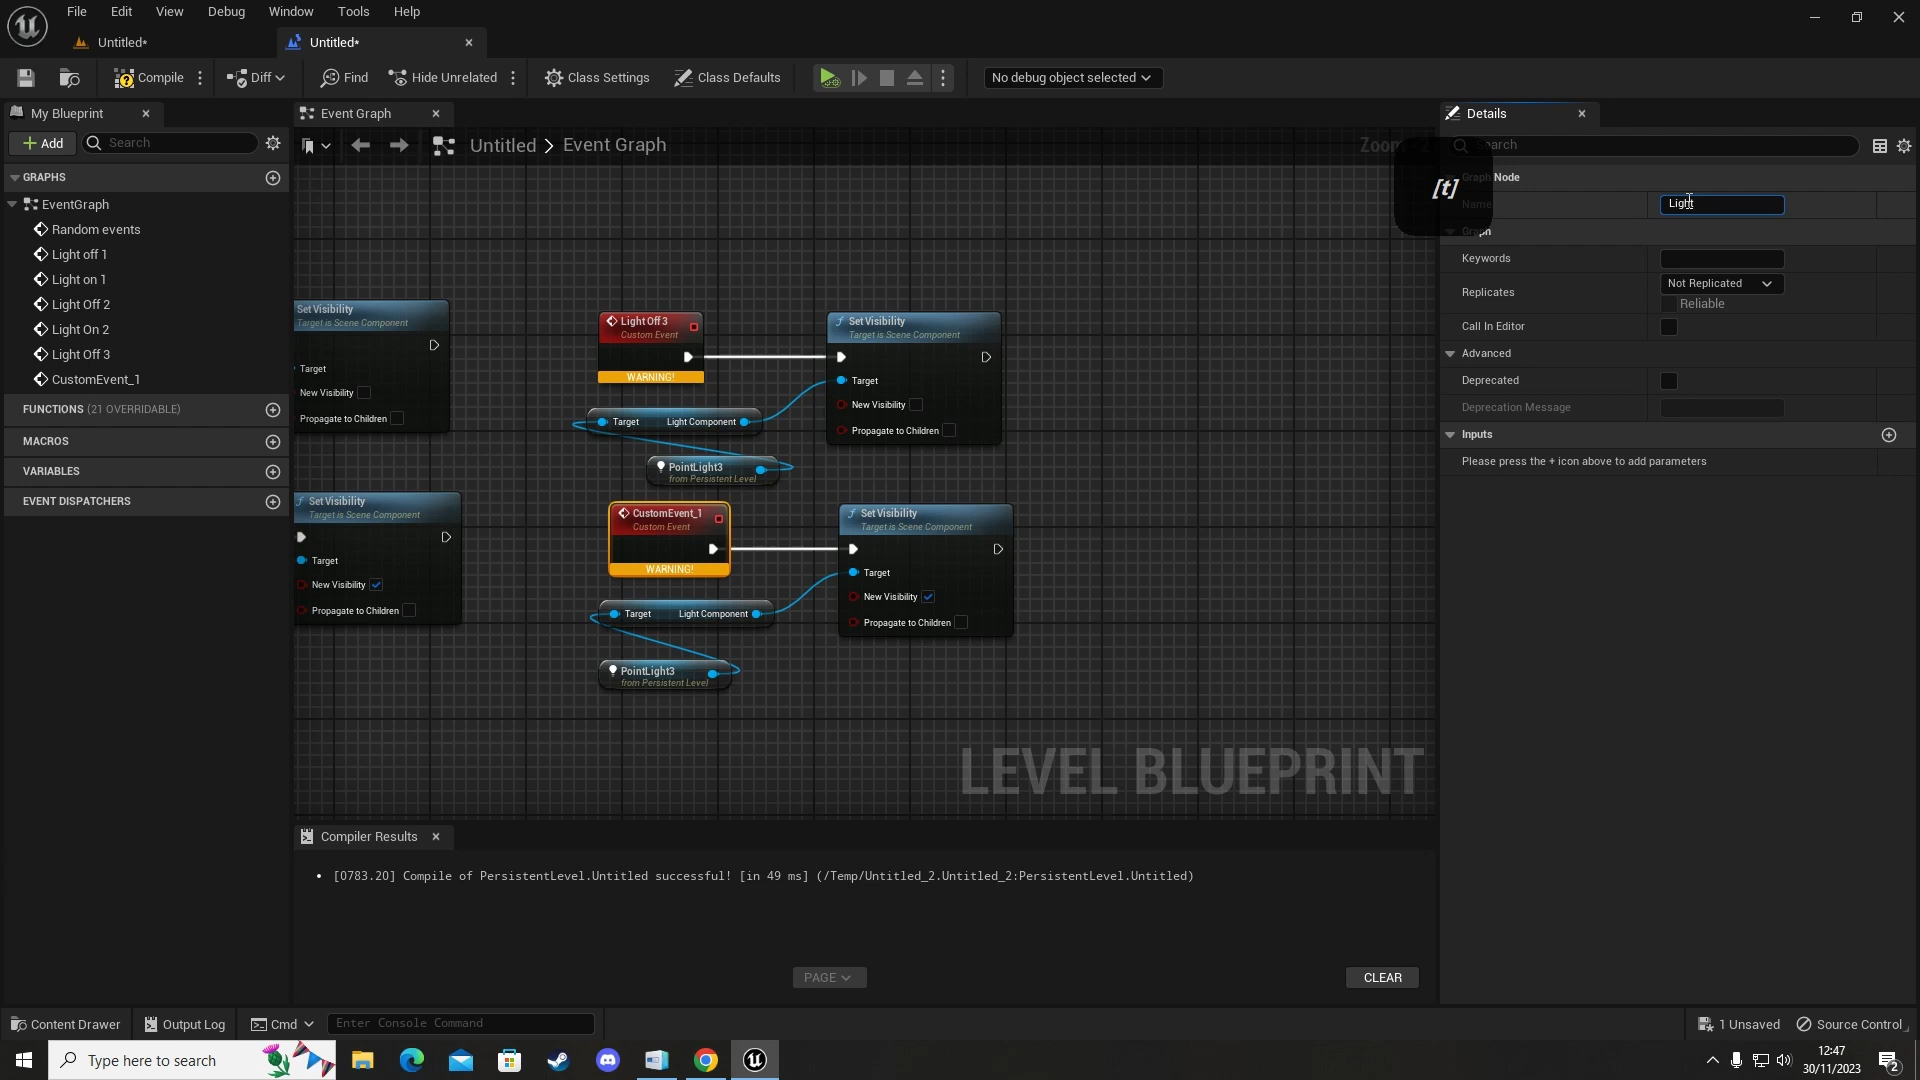 File Edit View Debug Window Tools Help
Untitled* Untitled*
Compile Diff Find Hide Unrelated Class Settings Class Defaults No debug object selected
My Blueprint
Add Search
GRAPHS
EventGraph
Random events
Light off 1
Light on 1
Light Off 2
Light On 2
Light Off 3
CustomEvent_1
FUNCTIONS (21 OVERRIDABLE)
MACROS
VARIABLES
EVENT DISPATCHERS
Event Graph
Untitled > Event Graph
Set Visibility
Target is Scene Component
Target
New Visibility
Propagate to Children
Set Visibility
Target is Scene Component
Target
New Visibility
Propagate to Children
Light Off 3
Custom Event
WARNING!
Target Light Component
PointLight3
from Persistent Level
Set Visibility
Target is Scene Component
Target
New Visibility
Propagate to Children
CustomEvent_1
Custom Event
WARNING!
Target Light Component
PointLight3
from Persistent Level
Set Visibility
Target is Scene Component
Target
New Visibility
Propagate to Children
LEVEL BLUEPRINT
Compiler Results
• [0783.20] Compile of PersistentLevel.Untitled successful! [in 49 ms] (/Temp/Untitled_2.Untitled_2:PersistentLevel.Untitled)
PAGE CLEAR
Details
Search
[t]
Graph Node
Name Light
Graph
Keywords
Replicates Not Replicated
Reliable
Call In Editor
Advanced
Deprecated
Deprecation Message
Inputs
Please press the + icon above to add parameters
Content Drawer Output Log Cmd Enter Console Command 1 Unsaved Source Control
Type here to search
12:47
30/11/2023
2